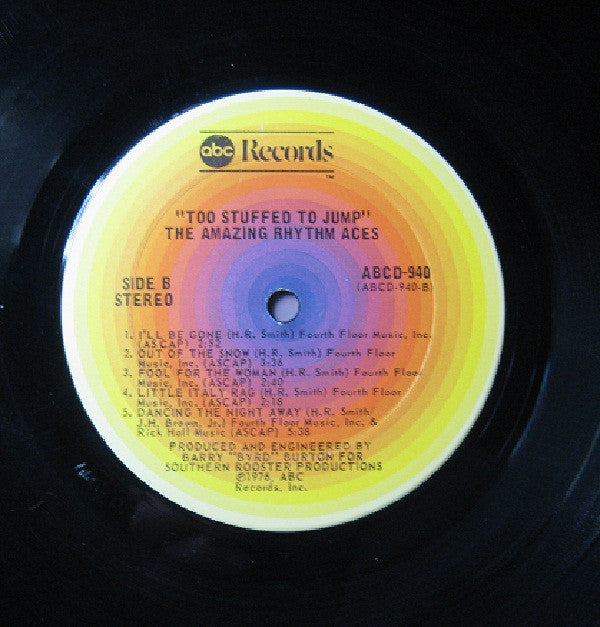 abc Records
TM
"TOO STUFFED TO JUMP"
THE AMAZING RHYTHM ACES
SIDE B
STEREO
ABCD-940
(ABCD-940-B)
1. I'LL BE GONE (H.R. Smith) Fourth Floor Music, Inc.
(ASCAP) 2:52
2. OUT OF THE SNOW (H.R. Smith) Fourth Floor
Music, Inc. (ASCAP) 3:36
3. FOOL FOR THE WOMAN (H.R. Smith) Fourth Floor
Music, Inc. (ASCAP) 2:40
4. LITTLE ITALY RAG (H.R. Smith) Fourth Floor
Music, Inc. (ASCAP) 2:18
5. DANCING THE NIGHT AWAY (H.R. Smith
J.H. Brown, Jr.) Fourth Floor Music, Inc. &
Rick Hall Music (ASCAP) 5:38
PRODUCED AND ENGINEERED BY
BARRY "BYRD" BURTON FOR
SOUTHERN ROOSTER PRODUCTIONS
℗1976, ABC
Records, Inc.